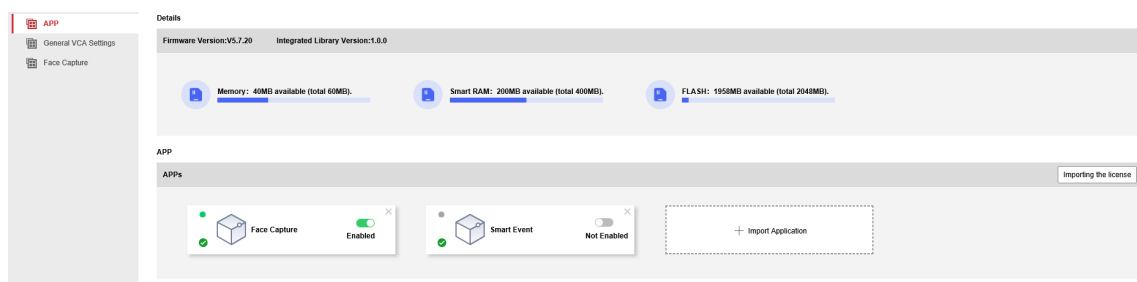 APP
General VCA Settings
Face Capture
Details
Firmware Version:V5.7.20 Integrated Library Version:1.0.0
Memory: 40MB available (total 60MB).
Smart RAM: 200MB available (total 400MB).
FLASH: 1958MB available (total 2048MB).
APP
APPs Importing the license
Face Capture
Enabled
Smart Event
Not Enabled
Import Application